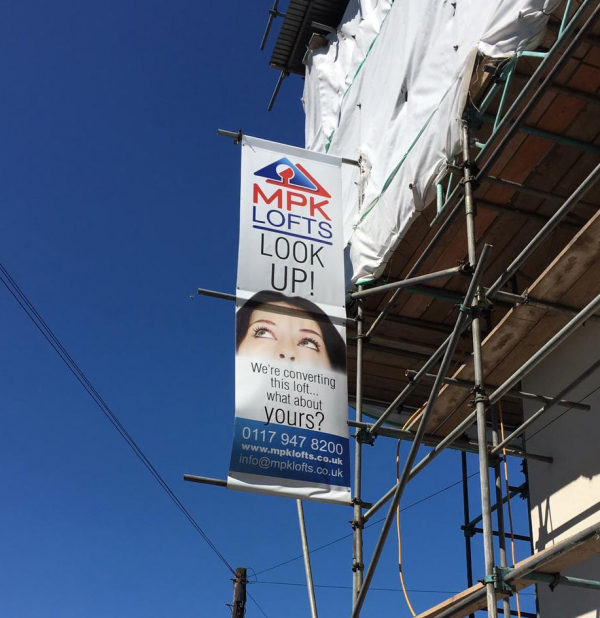 MPK
LOFTS
LOOK
UP!
We're converting
this loft...
what about
yours?
0117 947 8200
www.mpklofts.co.uk
info@mpklofts.co.uk